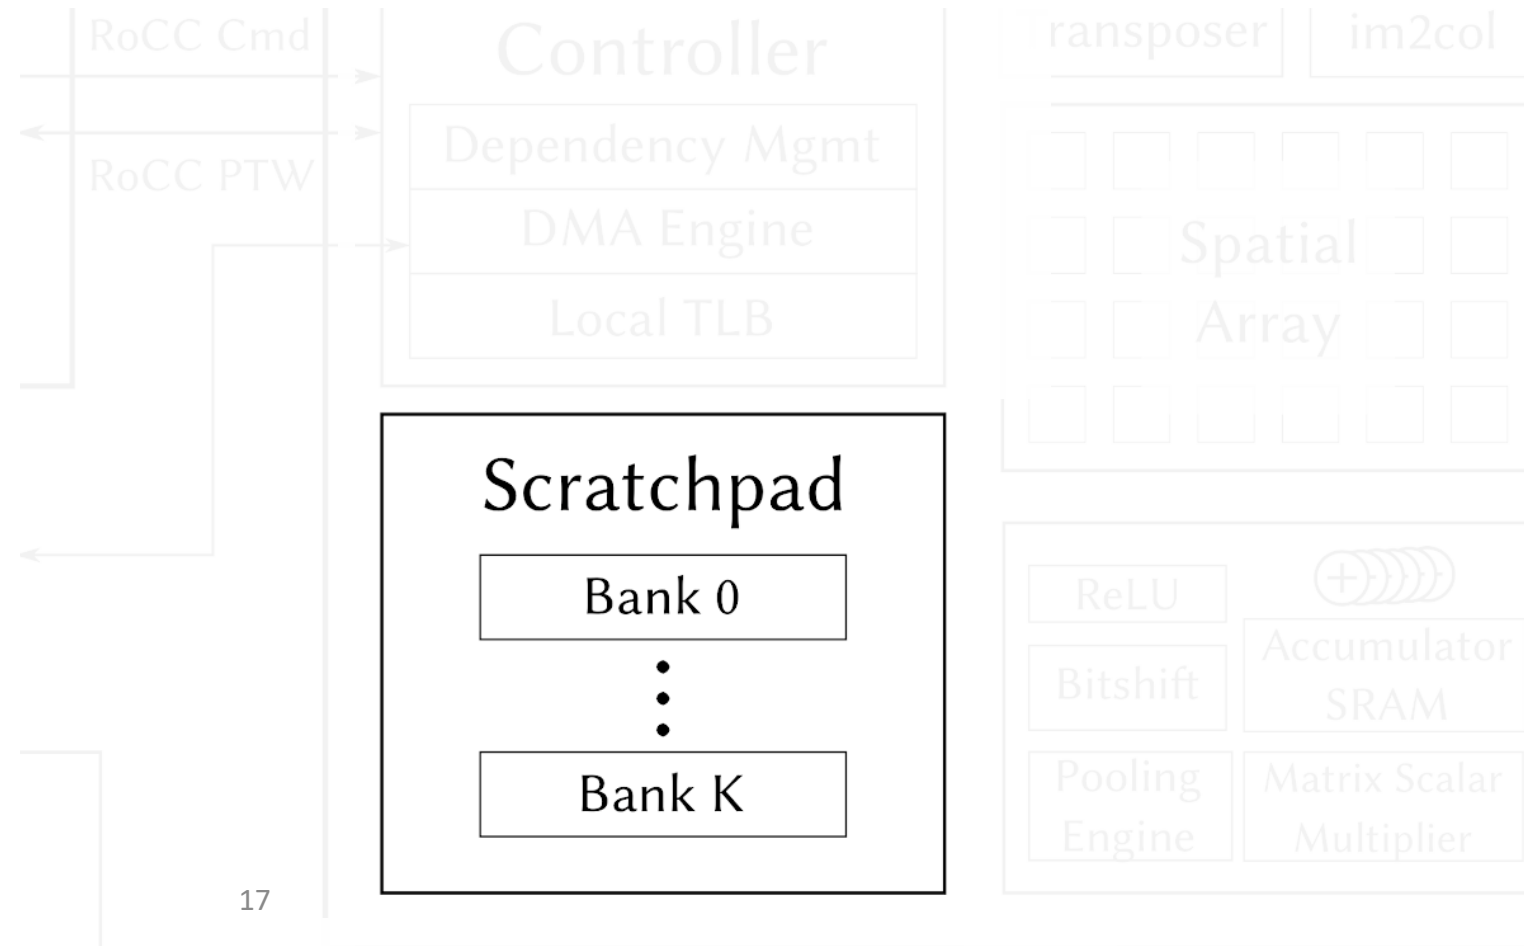 RoCC Cmd
RoCC PTW
Controller
Dependency Mgmt
DMA Engine
Local TLB
Transposer
im2col
Spatial
Array
Scratchpad
Bank 0
Bank K
ReLU
Bitshift
Accumulator
SRAM
Pooling
Engine
Matrix Scalar
Multiplier
17